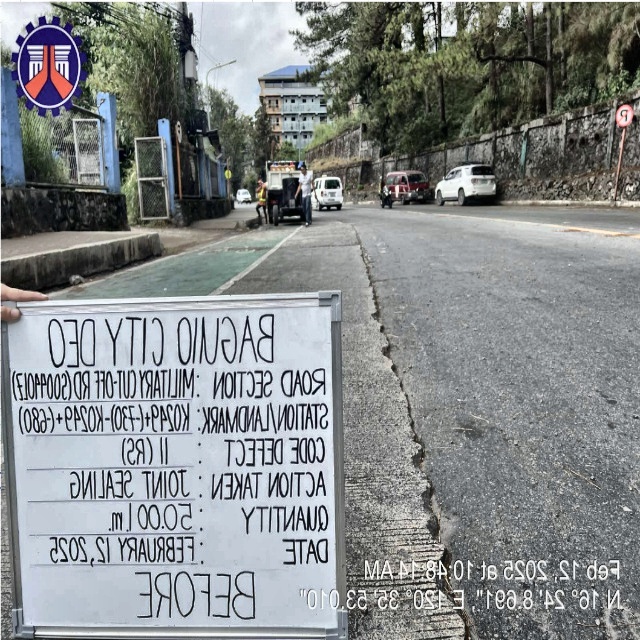 BAGUIO CITY DEO
ROAD SECTION : MILITARY CUT-OFF RD (S00940LZ)
STATION/LANDMARK : K0249+(-730)-K0249+(-680)
CODE DEFECT : 11 (RS)
ACTION TAKEN : JOINT SEALING
QUANTITY : 50.00 l.m.
DATE : FEBRUARY 12, 2025
BEFORE
Feb 12, 2025 at 10:48:14 AM
N 16° 24' 8.691", E 120° 35' 53.010"